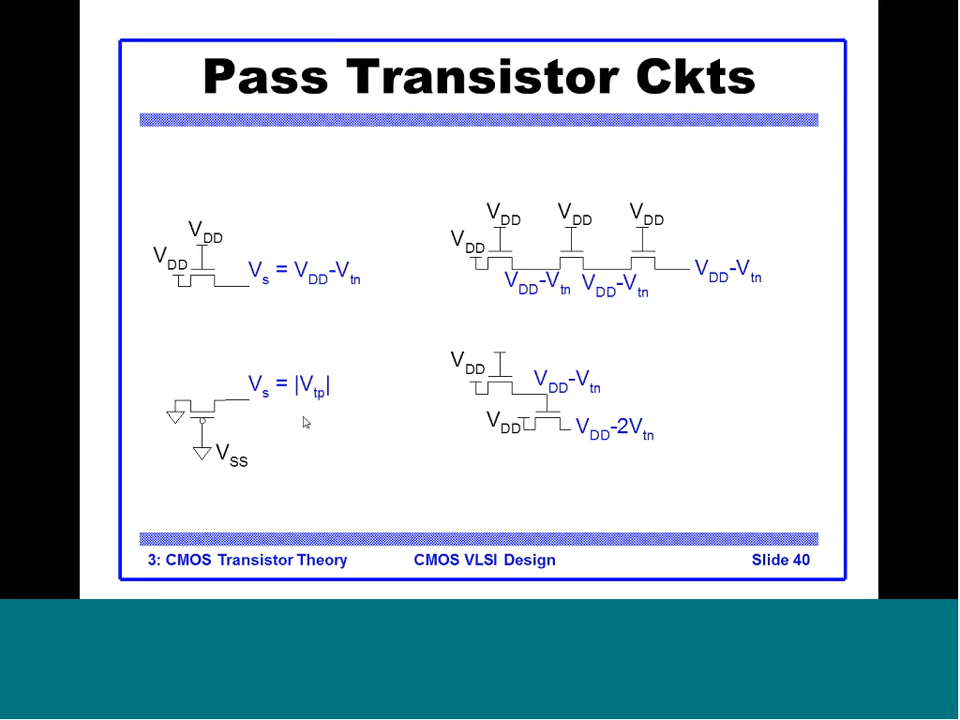 Pass Transistor Ckts
VDD
VDD
Vs = VDD-Vtn
VDD VDD VDD
VDD
VDD-Vtn VDD-Vtn VDD-Vtn
Vs = |Vtp|
VSS
VDD
VDD-Vtn
VDD
VDD-2Vtn
3: CMOS Transistor Theory CMOS VLSI Design Slide 40